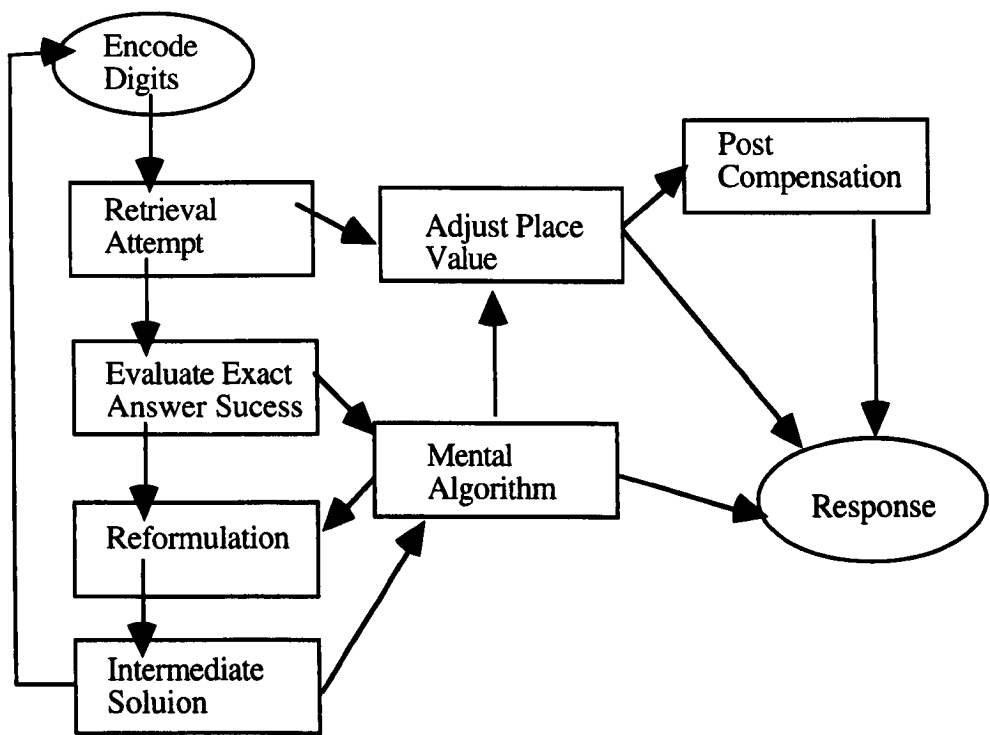 Encode
Digits
Retrieval
Attempt
Evaluate Exact
Answer Sucess
Reformulation
Intermediate
Soluion
Adjust Place
Value
Mental
Algorithm
Post
Compensation
Response